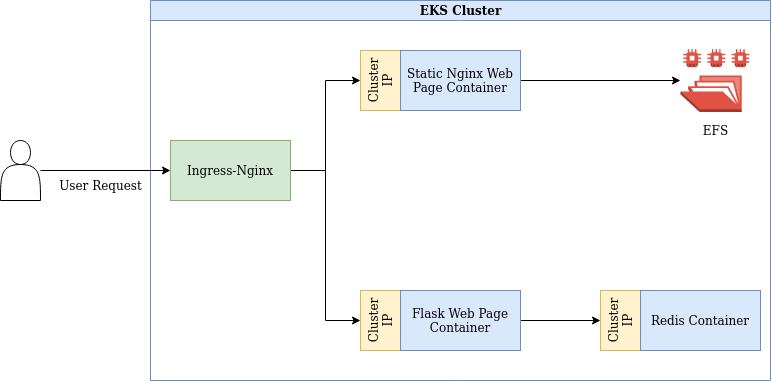 EKS Cluster
Cluster
IP
Static Nginx Web
Page Container
EFS
User Request
Ingress-Nginx
Cluster
IP
Flask Web Page
Container
Cluster
IP
Redis Container